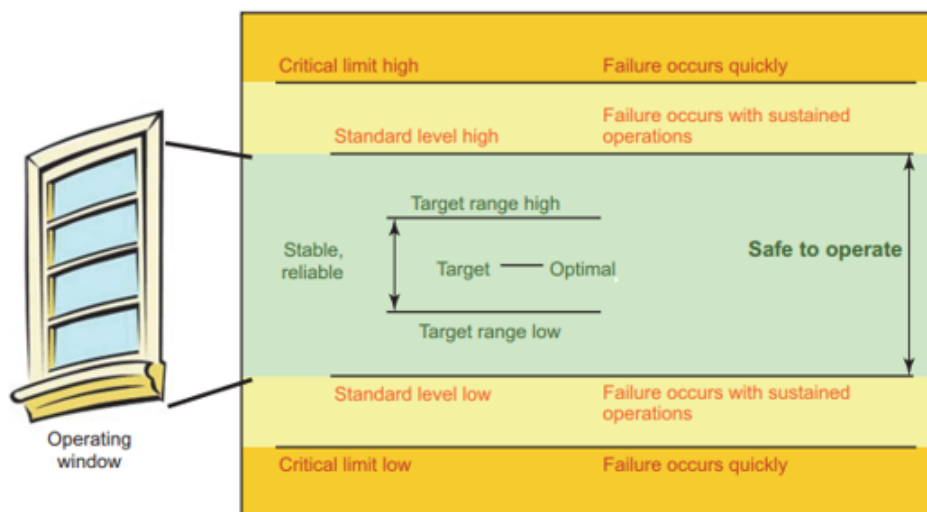 Critical limit high
Failure occurs quickly
Failure occurs with sustained
operations
Standard level high
Target range high
Stable,
reliable
Target
Optimal
Safe to operate
Target range low
Standard level low
Failure occurs with sustained
operations
Operating
window
Critical limit low
Failure occurs quickly